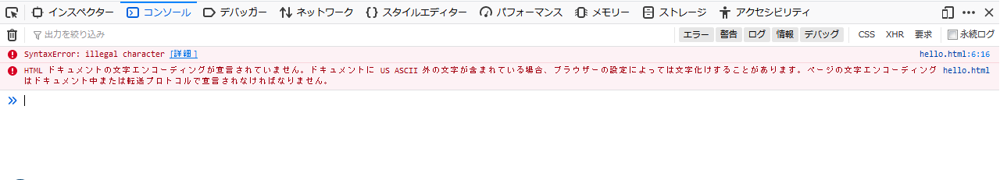 インスペクター コンソール デバッガー ネットワーク スタイルエディター パフォーマンス メモリー ストレージ アクセシビリティ
出力を絞り込み エラー 警告 ログ 情報 デバッグ CSS XHR 要求 永続ログ
SyntaxError: illegal character [詳細] hello.html:6:16
HTML ドキュメントの文字エンコーディングが宣言されていません。ドキュメントに US ASCII 外の文字が含まれている場合、ブラウザーの設定によっては文字化けすることがあります。ページの文字エンコーディング hello.html
はドキュメント中または転送プロトコルで宣言されなければなりません。